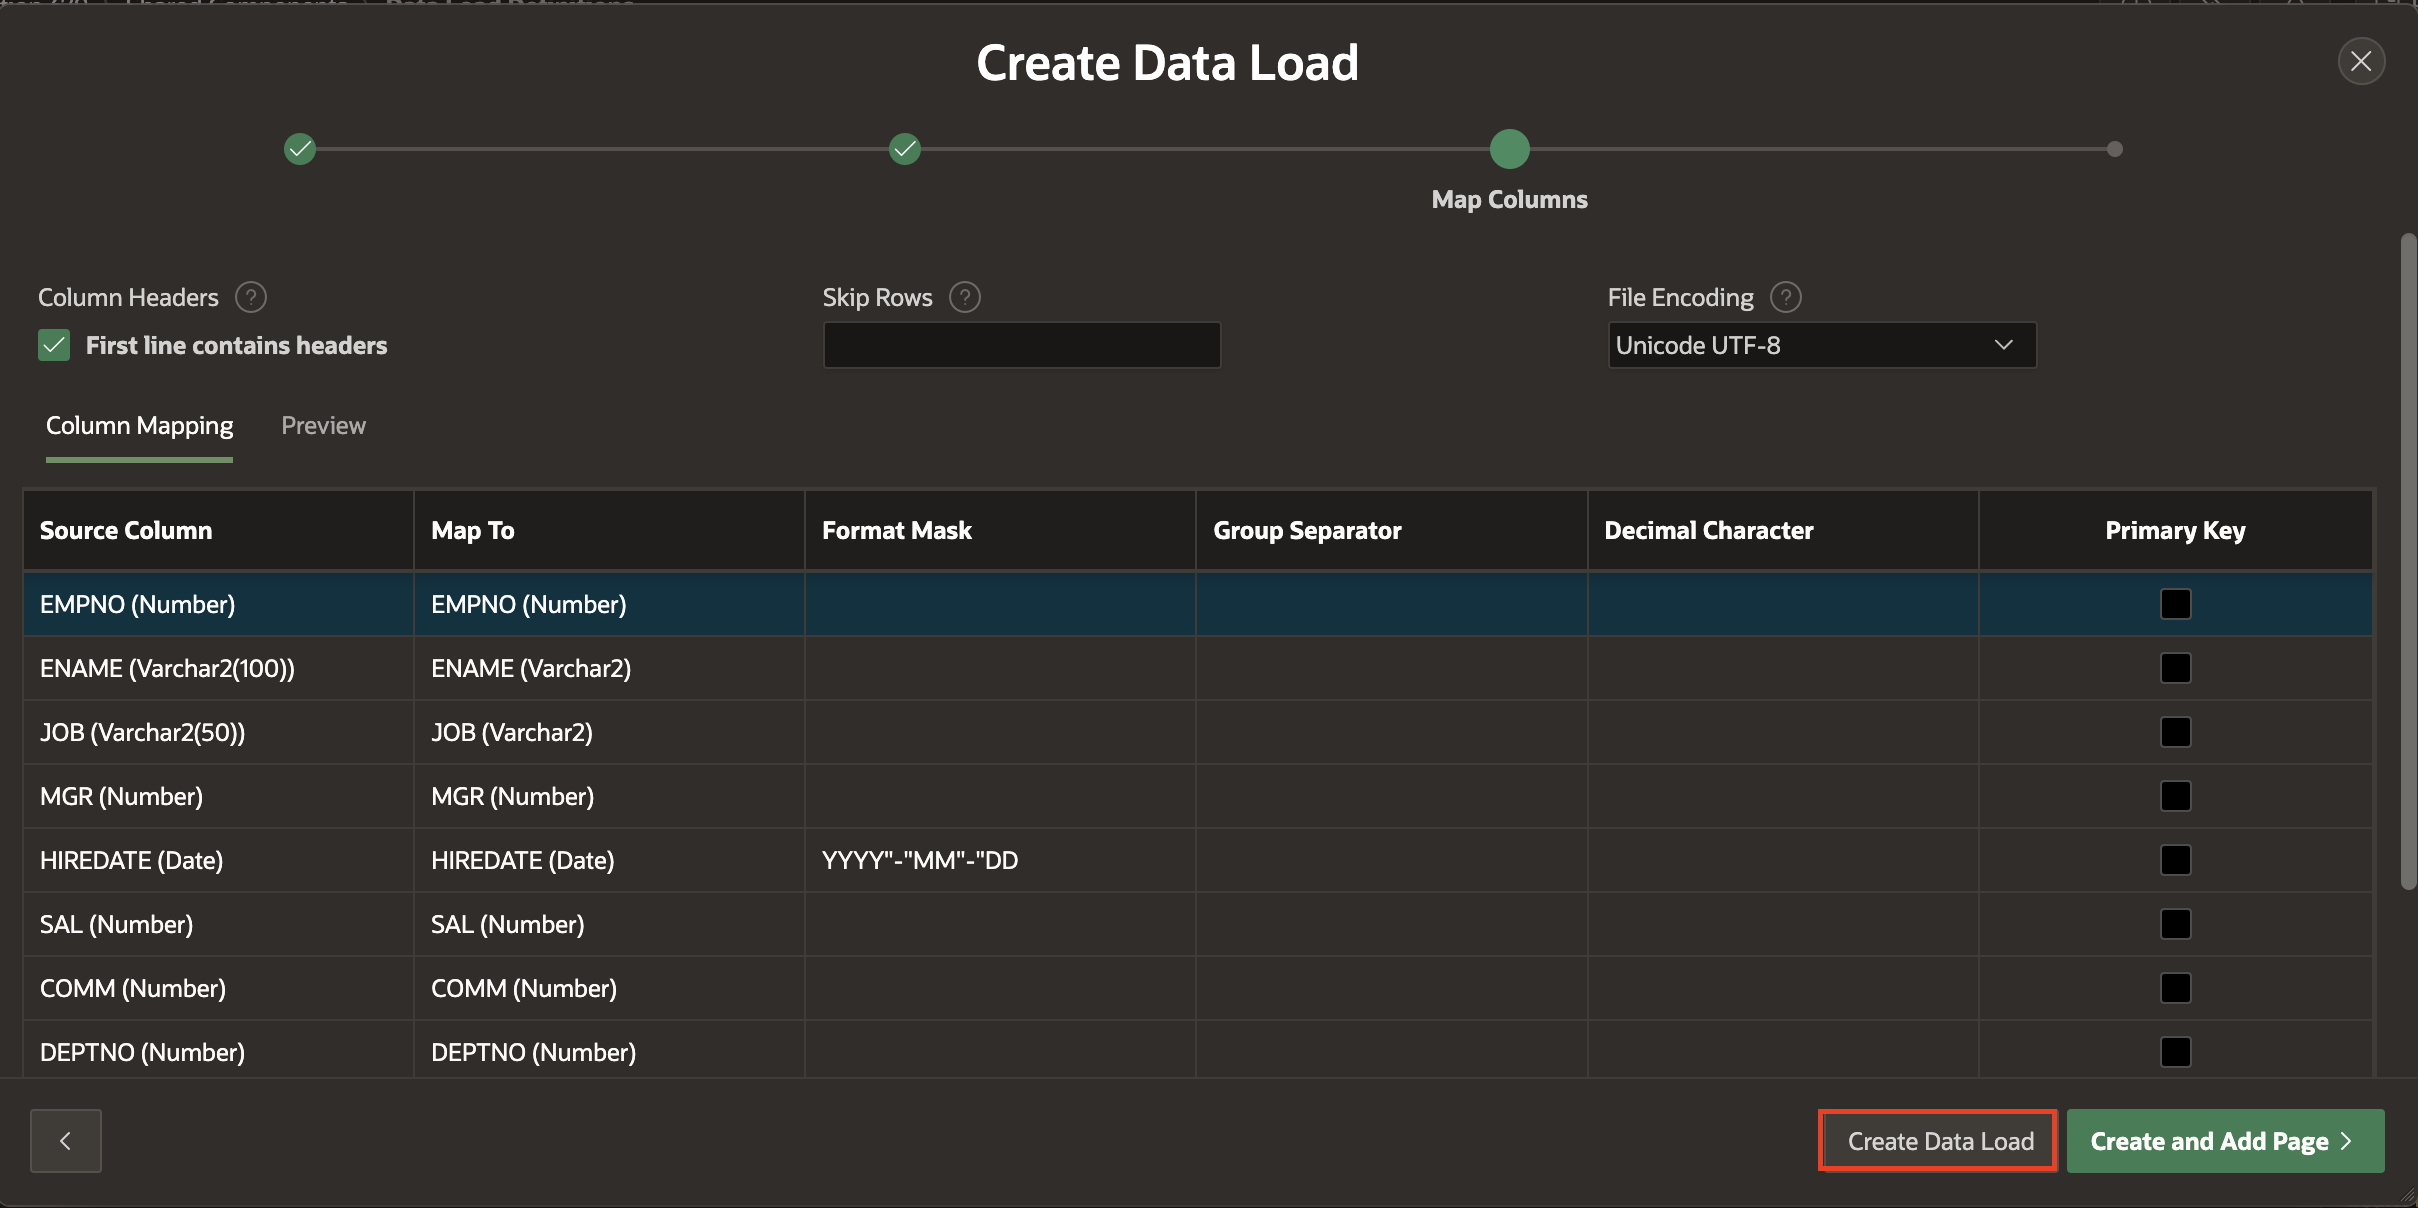 Create Data Load
Map Columns
Column Headers ?
Skip Rows ?
File Encoding ?
First line contains headers
Unicode UTF-8
Column Mapping Preview
Source Column Map To Format Mask Group Separator Decimal Character Primary Key
EMPNO (Number) EMPNO (Number)
ENAME (Varchar2(100)) ENAME (Varchar2)
JOB (Varchar2(50)) JOB (Varchar2)
MGR (Number) MGR (Number)
HIREDATE (Date) HIREDATE (Date) YYYY"-"MM"-"DD
SAL (Number) SAL (Number)
COMM (Number) COMM (Number)
DEPTNO (Number) DEPTNO (Number)
Create Data Load
Create and Add Page